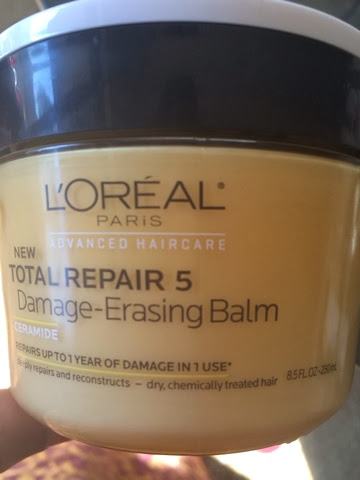 L'ORÉAL®
PARIS
ADVANCED HAIRCARE
NEW
TOTAL REPAIR 5
Damage-Erasing Balm
CERAMIDE
REPAIRS UP TO 1 YEAR OF DAMAGE IN 1 USE*
repairs and reconstructs – dry, chemically treated hair
8.5 FL OZ - 250mL